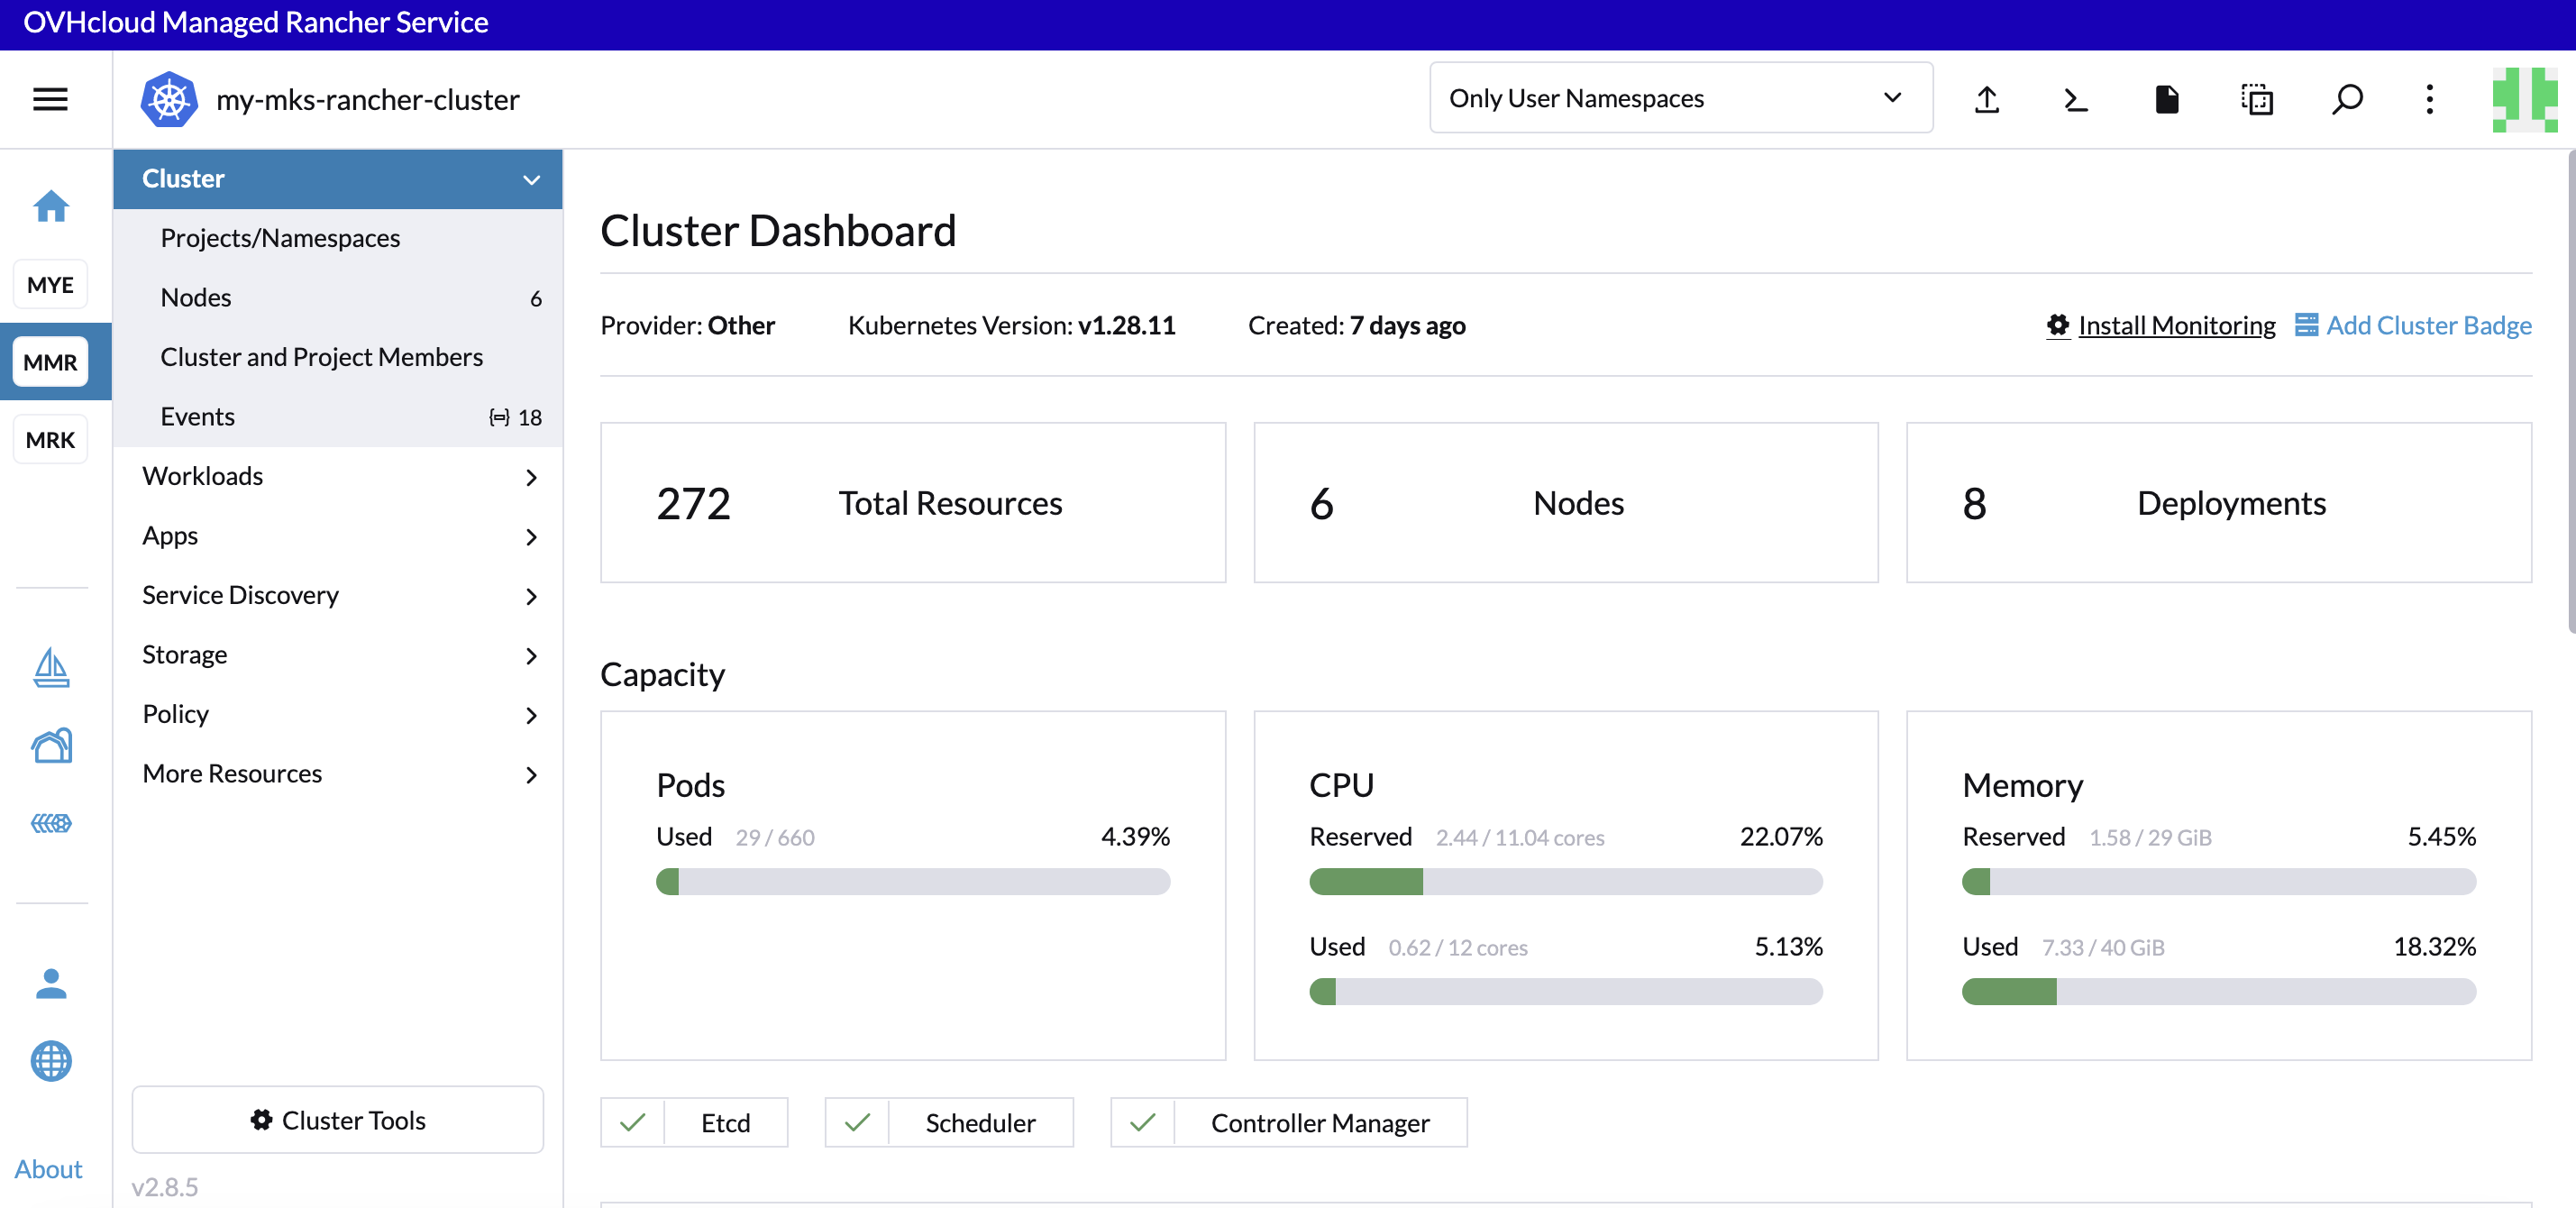 OVHcloud Managed Rancher Service
my-mks-rancher-cluster
Only User Namespaces
MYE
MMR
MRK
About
Cluster
Projects/Namespaces
Nodes 6
Cluster and Project Members
Events 18
Workloads
Apps
Service Discovery
Storage
Policy
More Resources
Cluster Tools
v2.8.5
Cluster Dashboard
Provider: Other Kubernetes Version: v1.28.11 Created: 7 days ago Install Monitoring Add Cluster Badge
272 Total Resources 6 Nodes 8 Deployments
Capacity
Pods
Used 29 / 660 4.39%
CPU
Reserved 2.44 / 11.04 cores 22.07%
Used 0.62 / 12 cores 5.13%
Memory
Reserved 1.58 / 29 GiB 5.45%
Used 7.33 / 40 GiB 18.32%
Etcd Scheduler Controller Manager